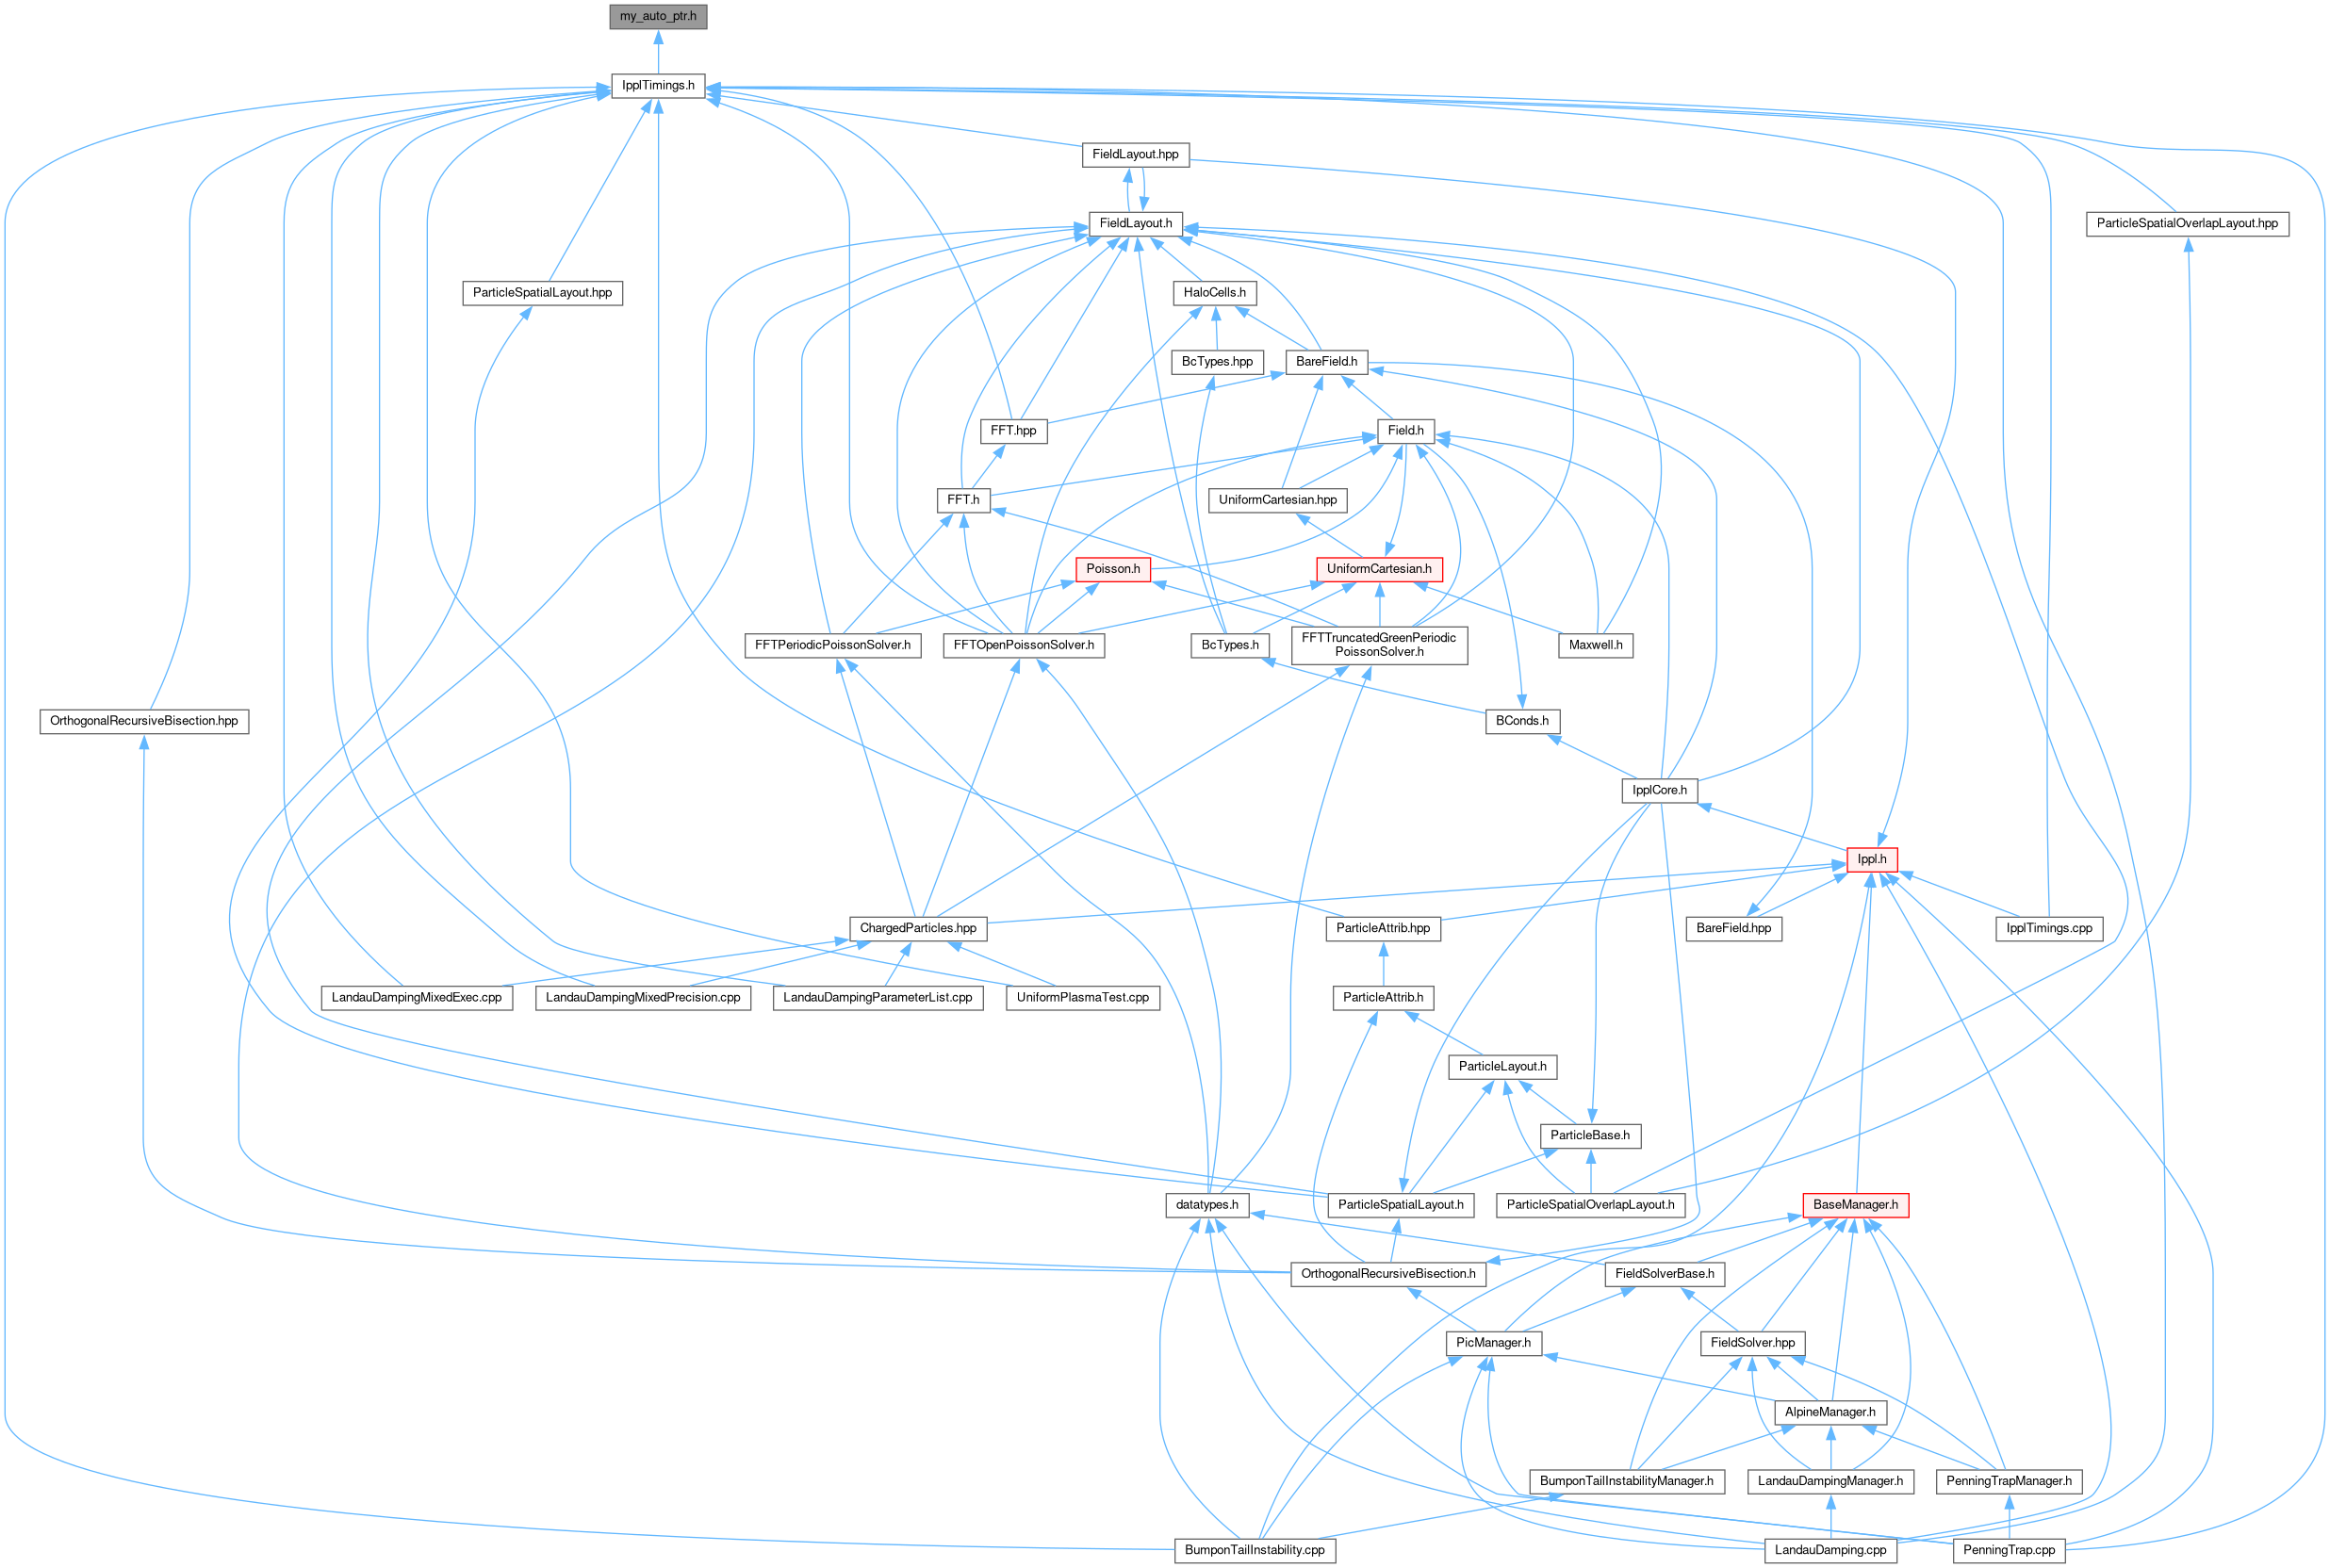 my_auto_ptr.h
IpplTimings.h
FieldLayout.hpp
FieldLayout.h
ParticleSpatialOverlapLayout.hpp
ParticleSpatialLayout.hpp
HaloCells.h
BcTypes.hpp
BareField.h
FFT.hpp
Field.h
FFT.h
UniformCartesian.hpp
Poisson.h
UniformCartesian.h
FFTPeriodicPoissonSolver.h
FFTOpenPoissonSolver.h
BcTypes.h
FFTTruncatedGreenPeriodic
PoissonSolver.h
Maxwell.h
OrthogonalRecursiveBisection.hpp
BConds.h
IpplCore.h
Ippl.h
ChargedParticles.hpp
ParticleAttrib.hpp
BareField.hpp
IpplTimings.cpp
LandauDampingMixedExec.cpp
LandauDampingMixedPrecision.cpp
LandauDampingParameterList.cpp
UniformPlasmaTest.cpp
ParticleAttrib.h
ParticleLayout.h
ParticleBase.h
datatypes.h
ParticleSpatialLayout.h
ParticleSpatialOverlapLayout.h
BaseManager.h
OrthogonalRecursiveBisection.h
FieldSolverBase.h
PicManager.h
FieldSolver.hpp
AlpineManager.h
BumponTailInstabilityManager.h
LandauDampingManager.h
PenningTrapManager.h
BumponTailInstability.cpp
LandauDamping.cpp
PenningTrap.cpp